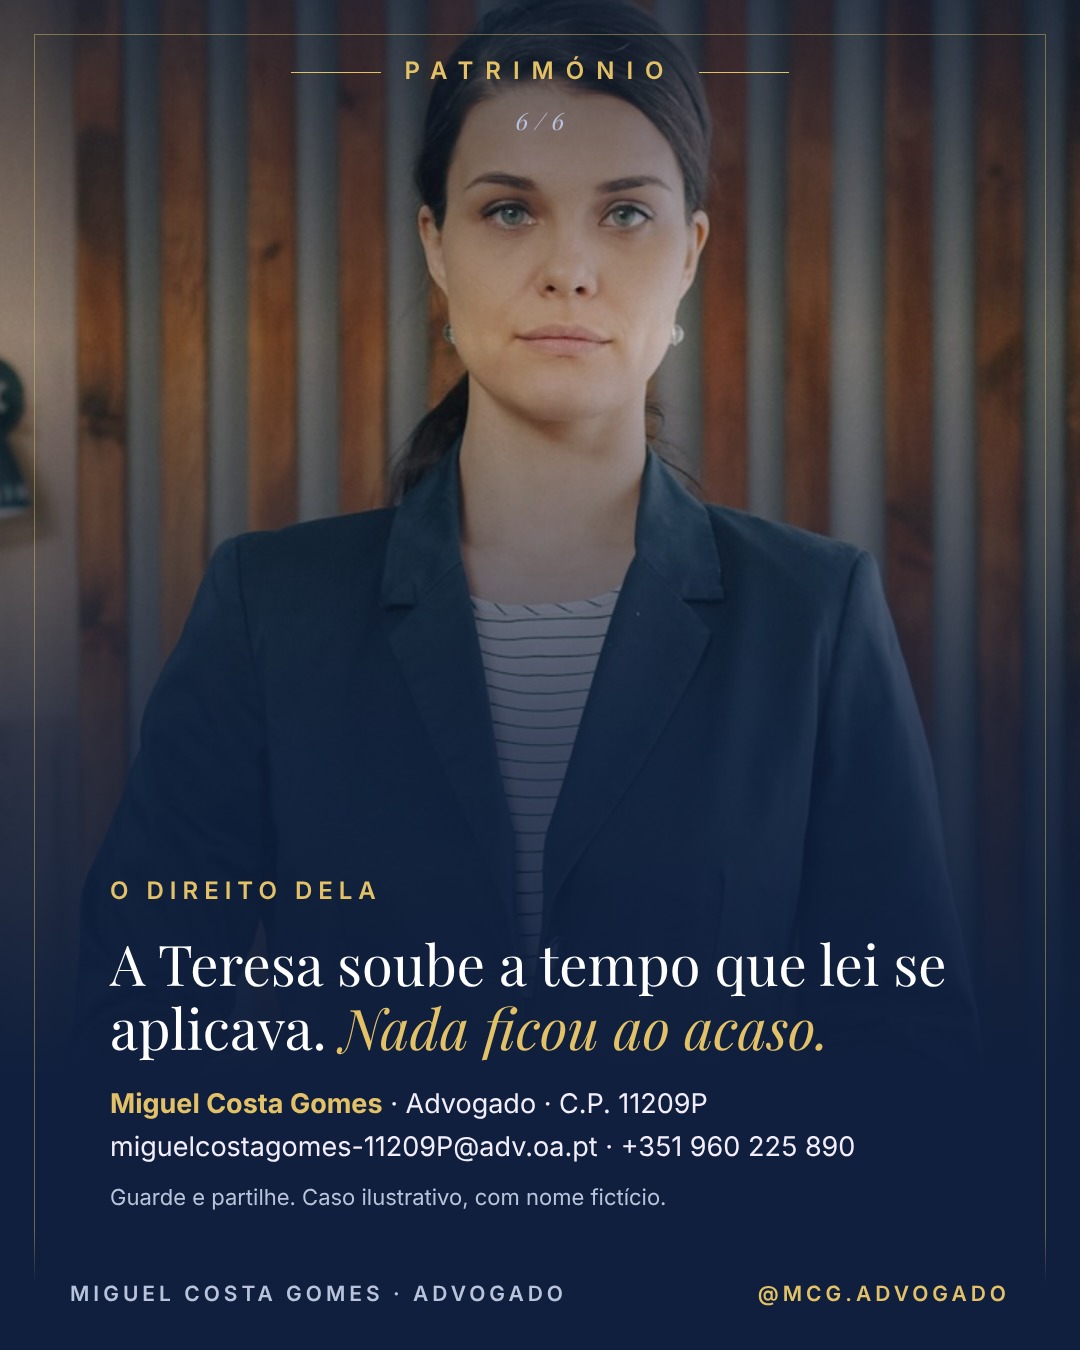 PATRIMÓNIO
6/6
O DIREITO DELA
A Teresa soube a tempo que lei se
aplicava. Nada ficou ao acaso.
Miguel Costa Gomes · Advogado · C.P. 11209P
miguelcostagomes-11209P@adv.oa.pt · +351 960 225 890
Guarde e partilhe. Caso ilustrativo, com nome fictício.
MIGUEL COSTA GOMES · ADVOGADO
@MCG.ADVOGADO